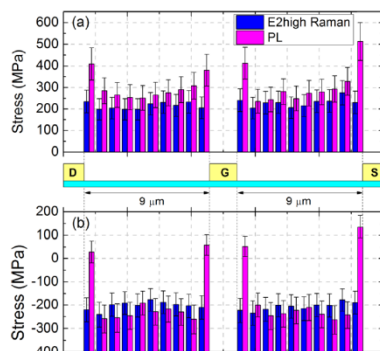 600
500
400
300
200
100
0
Stress (MPa)
(a)
E2high Raman
PL
D
G
S
9 µm
9 µm
200
100
0
-100
-200
-300
-400
Stress (MPa)
(b)